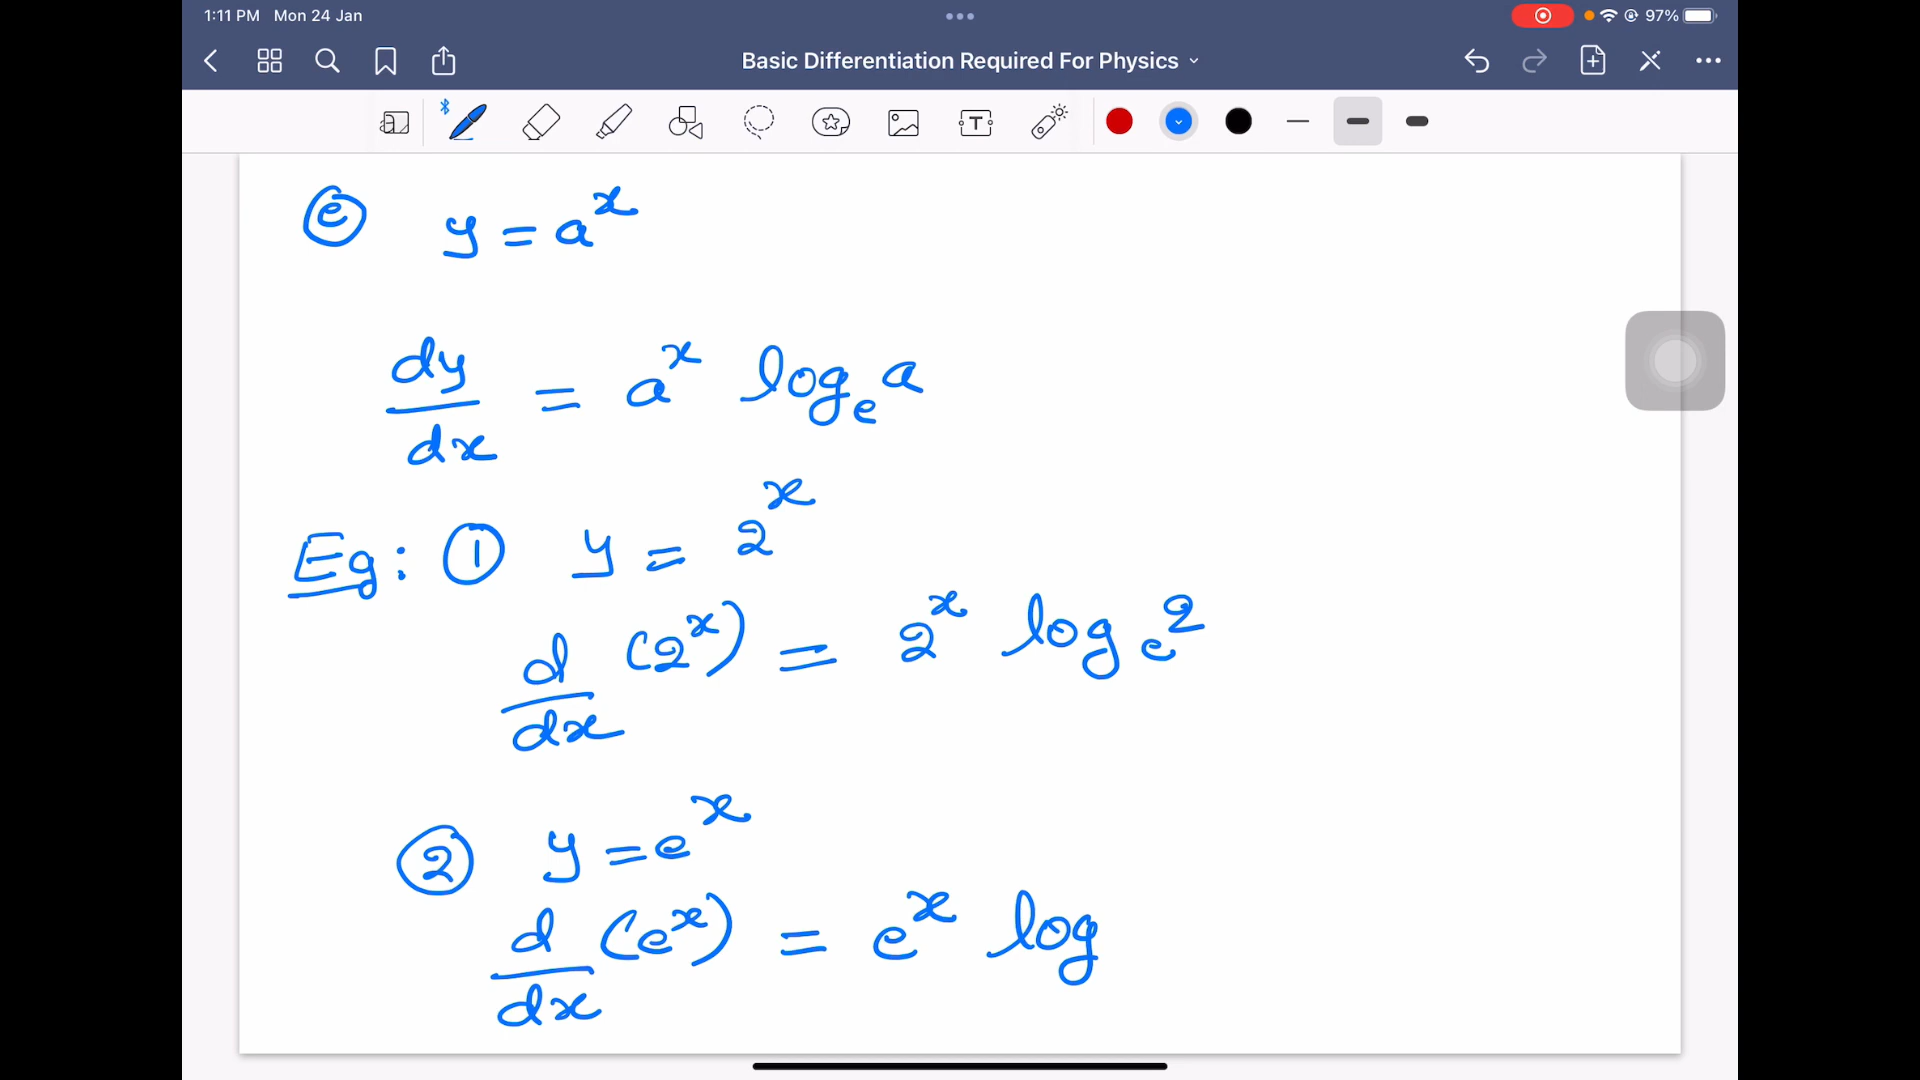 1:11 PM Mon 24 Jan
97%
Basic Differentiation Required For Physics
T
e y = a^x
dy/dx = a^x log_e a
Eg: 1 y = 2^x
d/dx (2^x) = 2^x log_e 2
2 y = e^x
d/dx (e^x) = e^x log